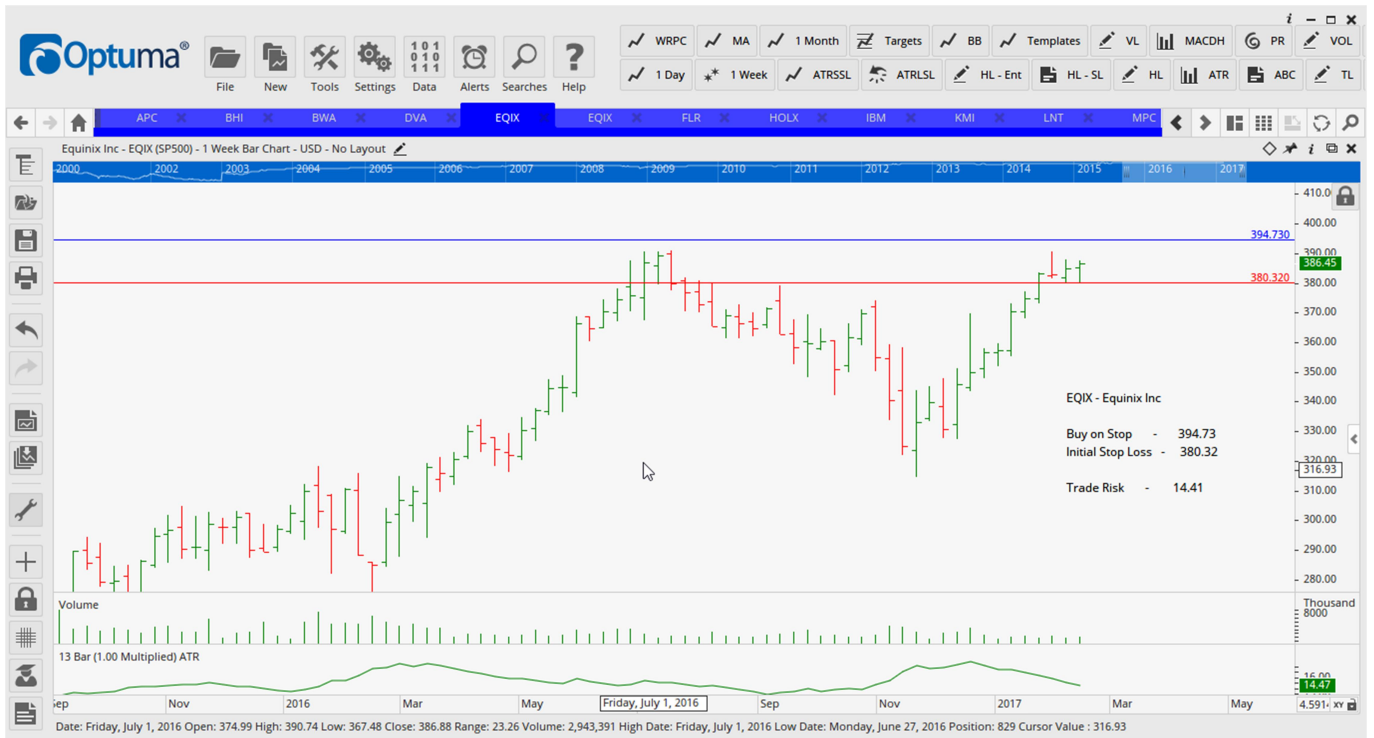 i
Optuma®
WRPC MA 1 Month Targets BB Templates VL MACDH PR VOL
1 Day 1 Week ATRSSL ATRLSL HL - Ent HL - SL HL ATR ABC TL
101
010
111
File New Tools Settings Data Alerts Searches Help
APC BHI BWA DVA EQIX EQIX FLR HOLX IBM KMI LNT MPC
Equinix Inc - EQIX (SP500) - 1 Week Bar Chart - USD - No Layout
i
2000 2002 2003 2004 2005 2006 2007 2008 2009 2010 2011 2012 2013 2014 2015 2016 2017
410.0
400.00
394.730
390.00
386.45
380.320
380.00
370.00
360.00
350.00
340.00
330.00
320.00
316.93
310.00
300.00
290.00
280.00
EQIX - Equinix Inc
Buy on Stop - 394.73
Initial Stop Loss - 380.32
Trade Risk - 14.41
Volume
Thousand
8000
13 Bar (1.00 Multiplied) ATR
16.00
14.47
Sep Nov 2016 Mar May Friday, July 1, 2016 Sep Nov 2017 Mar May 4.591 XY
Date: Friday, July 1, 2016 Open: 374.99 High: 390.74 Low: 367.48 Close: 386.88 Range: 23.26 Volume: 2,943,391 High Date: Friday, July 1, 2016 Low Date: Monday, June 27, 2016 Position: 829 Cursor Value : 316.93